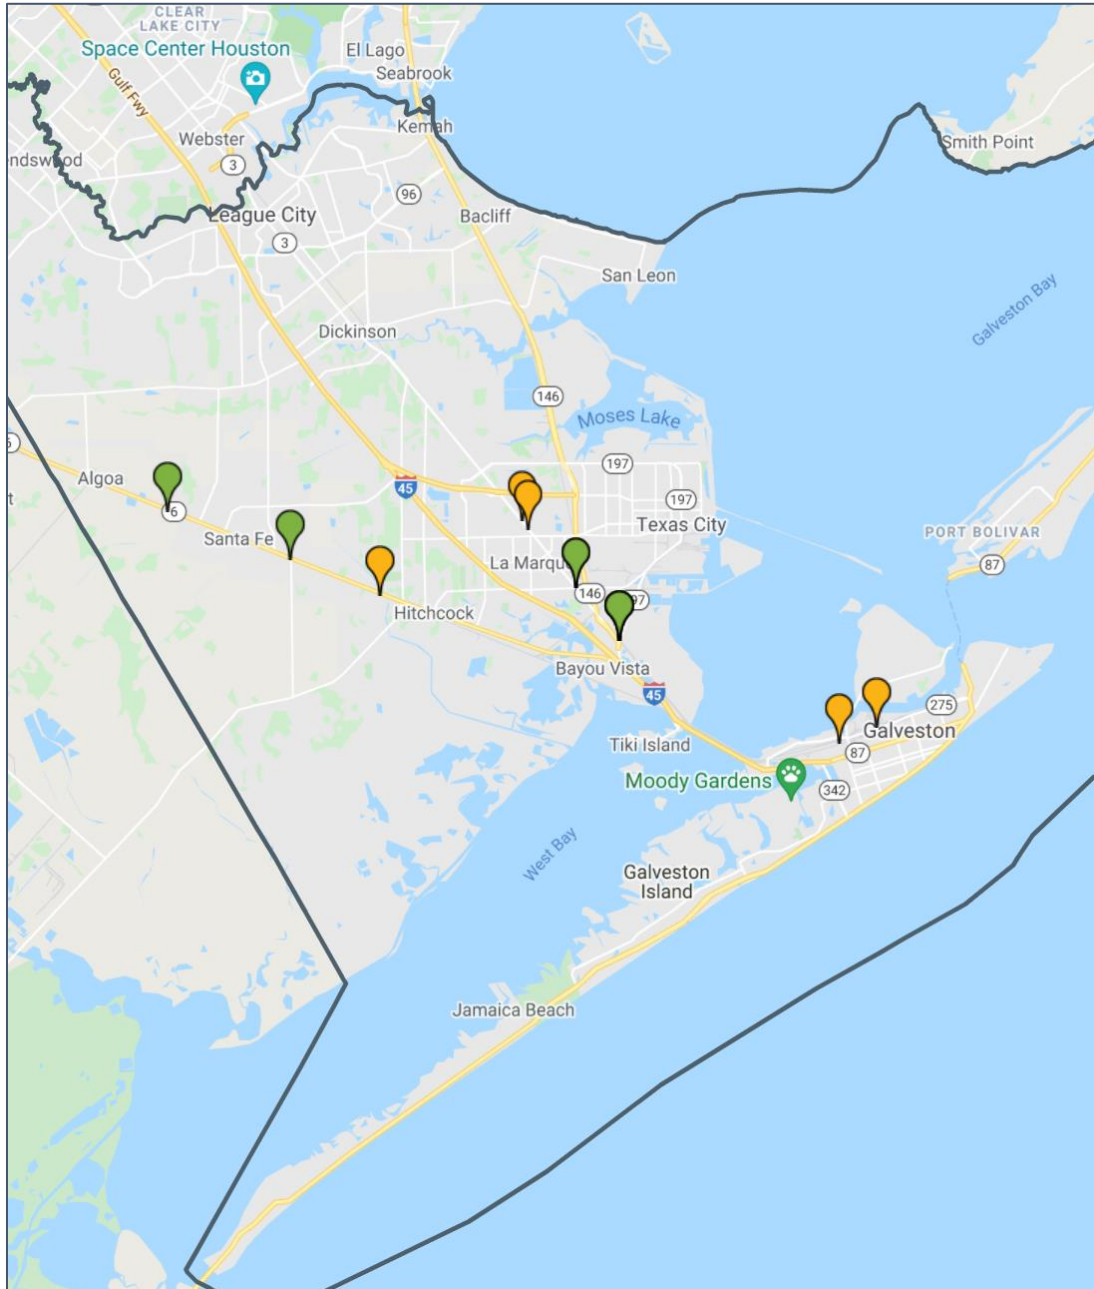 CLEAR
LAKE CITY
Space Center Houston
El Lago
Seabrook
Gulf Fwy
Kemah
Webster
endswood
3
Smith Point
96
League City
Bacliff
3
San Leon
Galveston Bay
Dickinson
146
Moses Lake
6
197
Algoa
45
197
6
Texas City
PORT BOLIVAR
Santa Fe
87
La Marque
146
97
Hitchcock
Bayou Vista
45
275
Galveston
Tiki Island
87
Moody Gardens
342
West Bay
Galveston
Island
Jamaica Beach